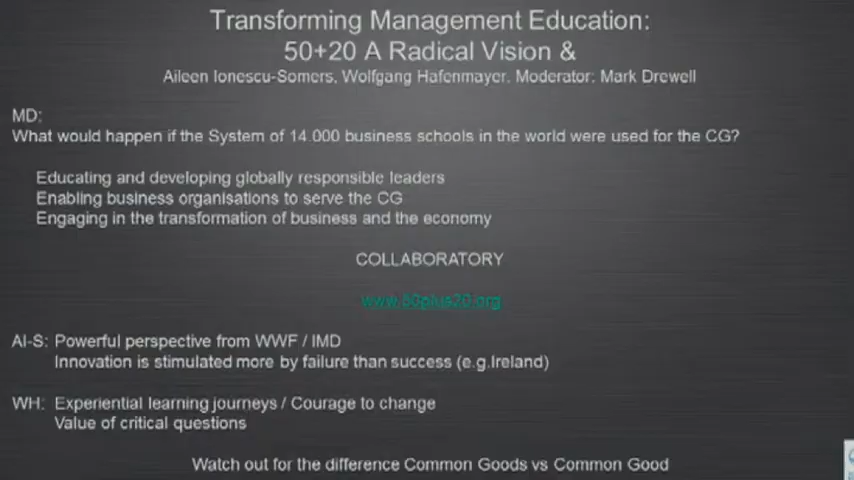 Transforming Management Education:
50+20 A Radical Vision &
Aileen Ionescu-Somers, Wolfgang Hafenmayer, Moderator: Mark Drewell
MD:
What would happen if the System of 14.000 business schools in the world were used for the CG?
Educating and developing globally responsible leaders
Enabling business organisations to serve the CG
Engaging in the transformation of business and the economy
COLLABORATORY
www.50plus20.org
AI-S: Powerful perspective from WWF / IMD
Innovation is stimulated more by failure than success (e.g.Ireland)
WH: Experiential learning journeys / Courage to change
Value of critical questions
Watch out for the difference Common Goods vs Common Good